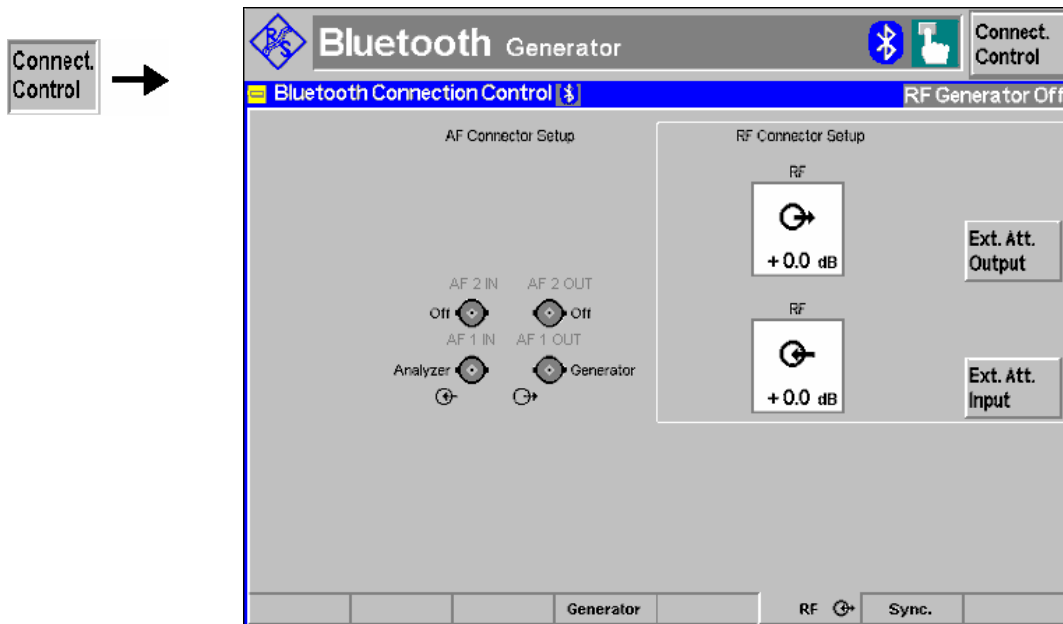 Connect.
Control
R S
Bluetooth Generator
Connect.
Control
Bluetooth Connection Control
RF Generator Off
AF Connector Setup
RF Connector Setup
RF
+ 0.0 dB
Ext. Att.
Output
AF 2 IN AF 2 OUT
Off Off
AF 1 IN AF 1 OUT
Analyzer Generator
RF
+ 0.0 dB
Ext. Att.
Input
Generator RF Sync.